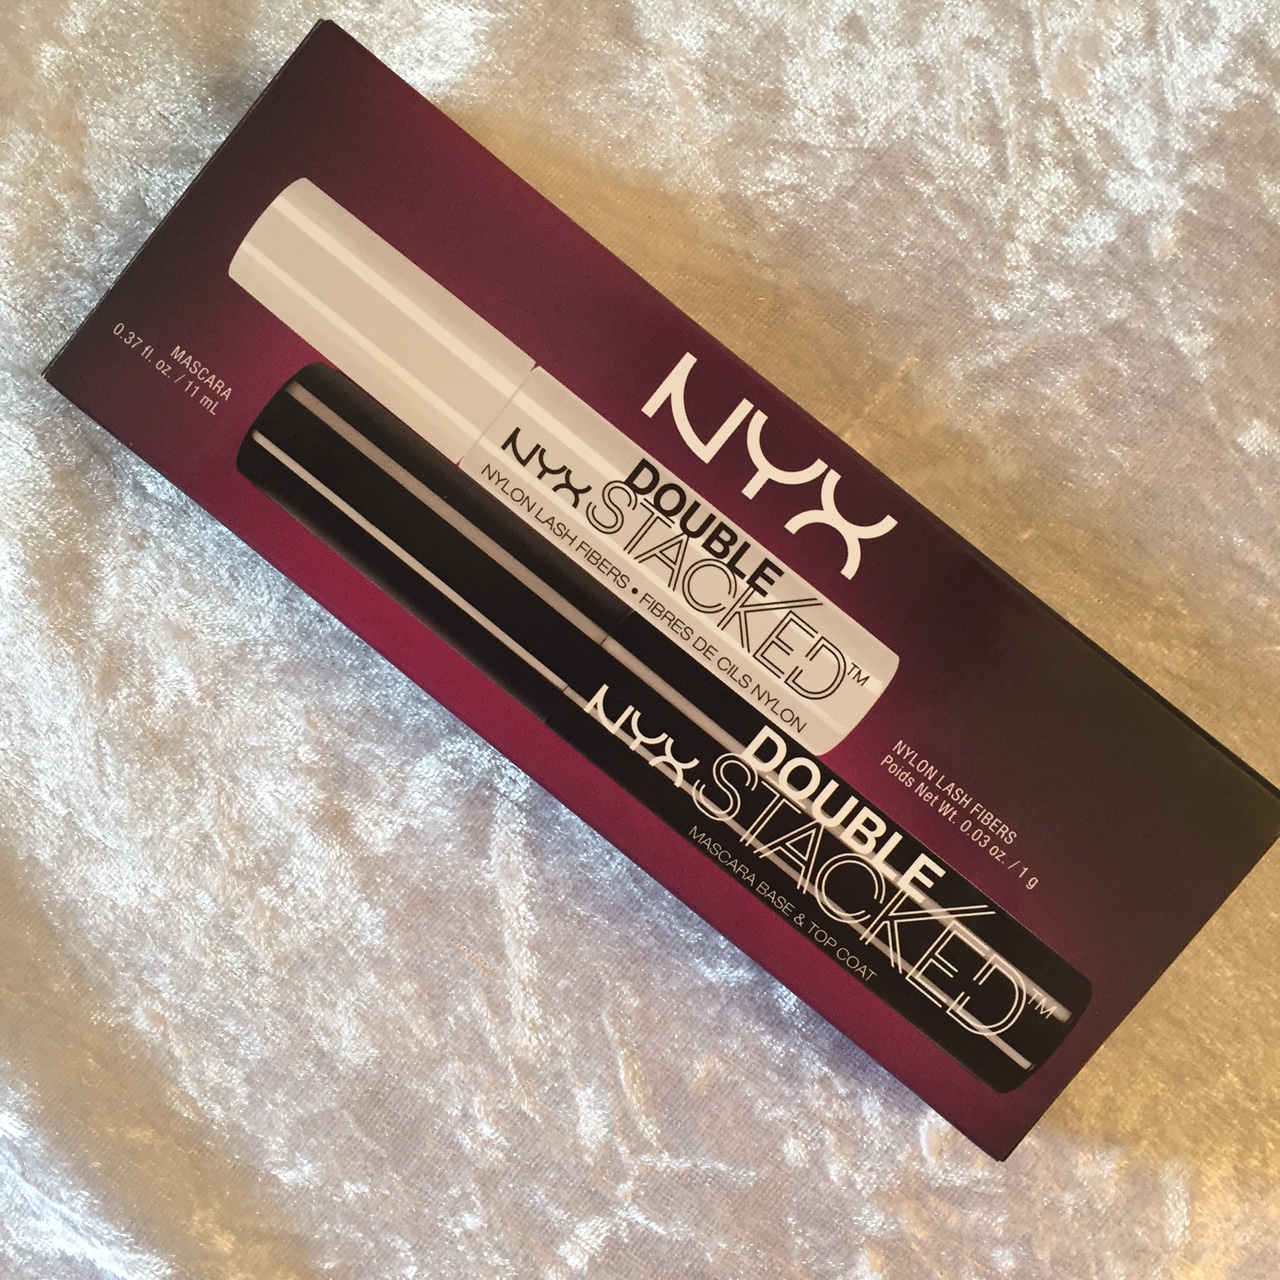 NYX
MASCARA
0.37 fl. oz. / 11 mL
DOUBLE
NYX STACKED™
NYLON LASH FIBERS • FIBRES DE CILS NYLON
DOUBLE
NYX STACKED™
MASCARA BASE & TOP COAT
NYLON LASH FIBERS
Poids Net Wt. 0.03 oz. / 1 g